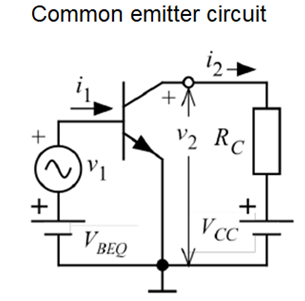 Common emitter circuit
i1
i2
+
+
v2
RC
v1
+
+
VCC
VBEQ